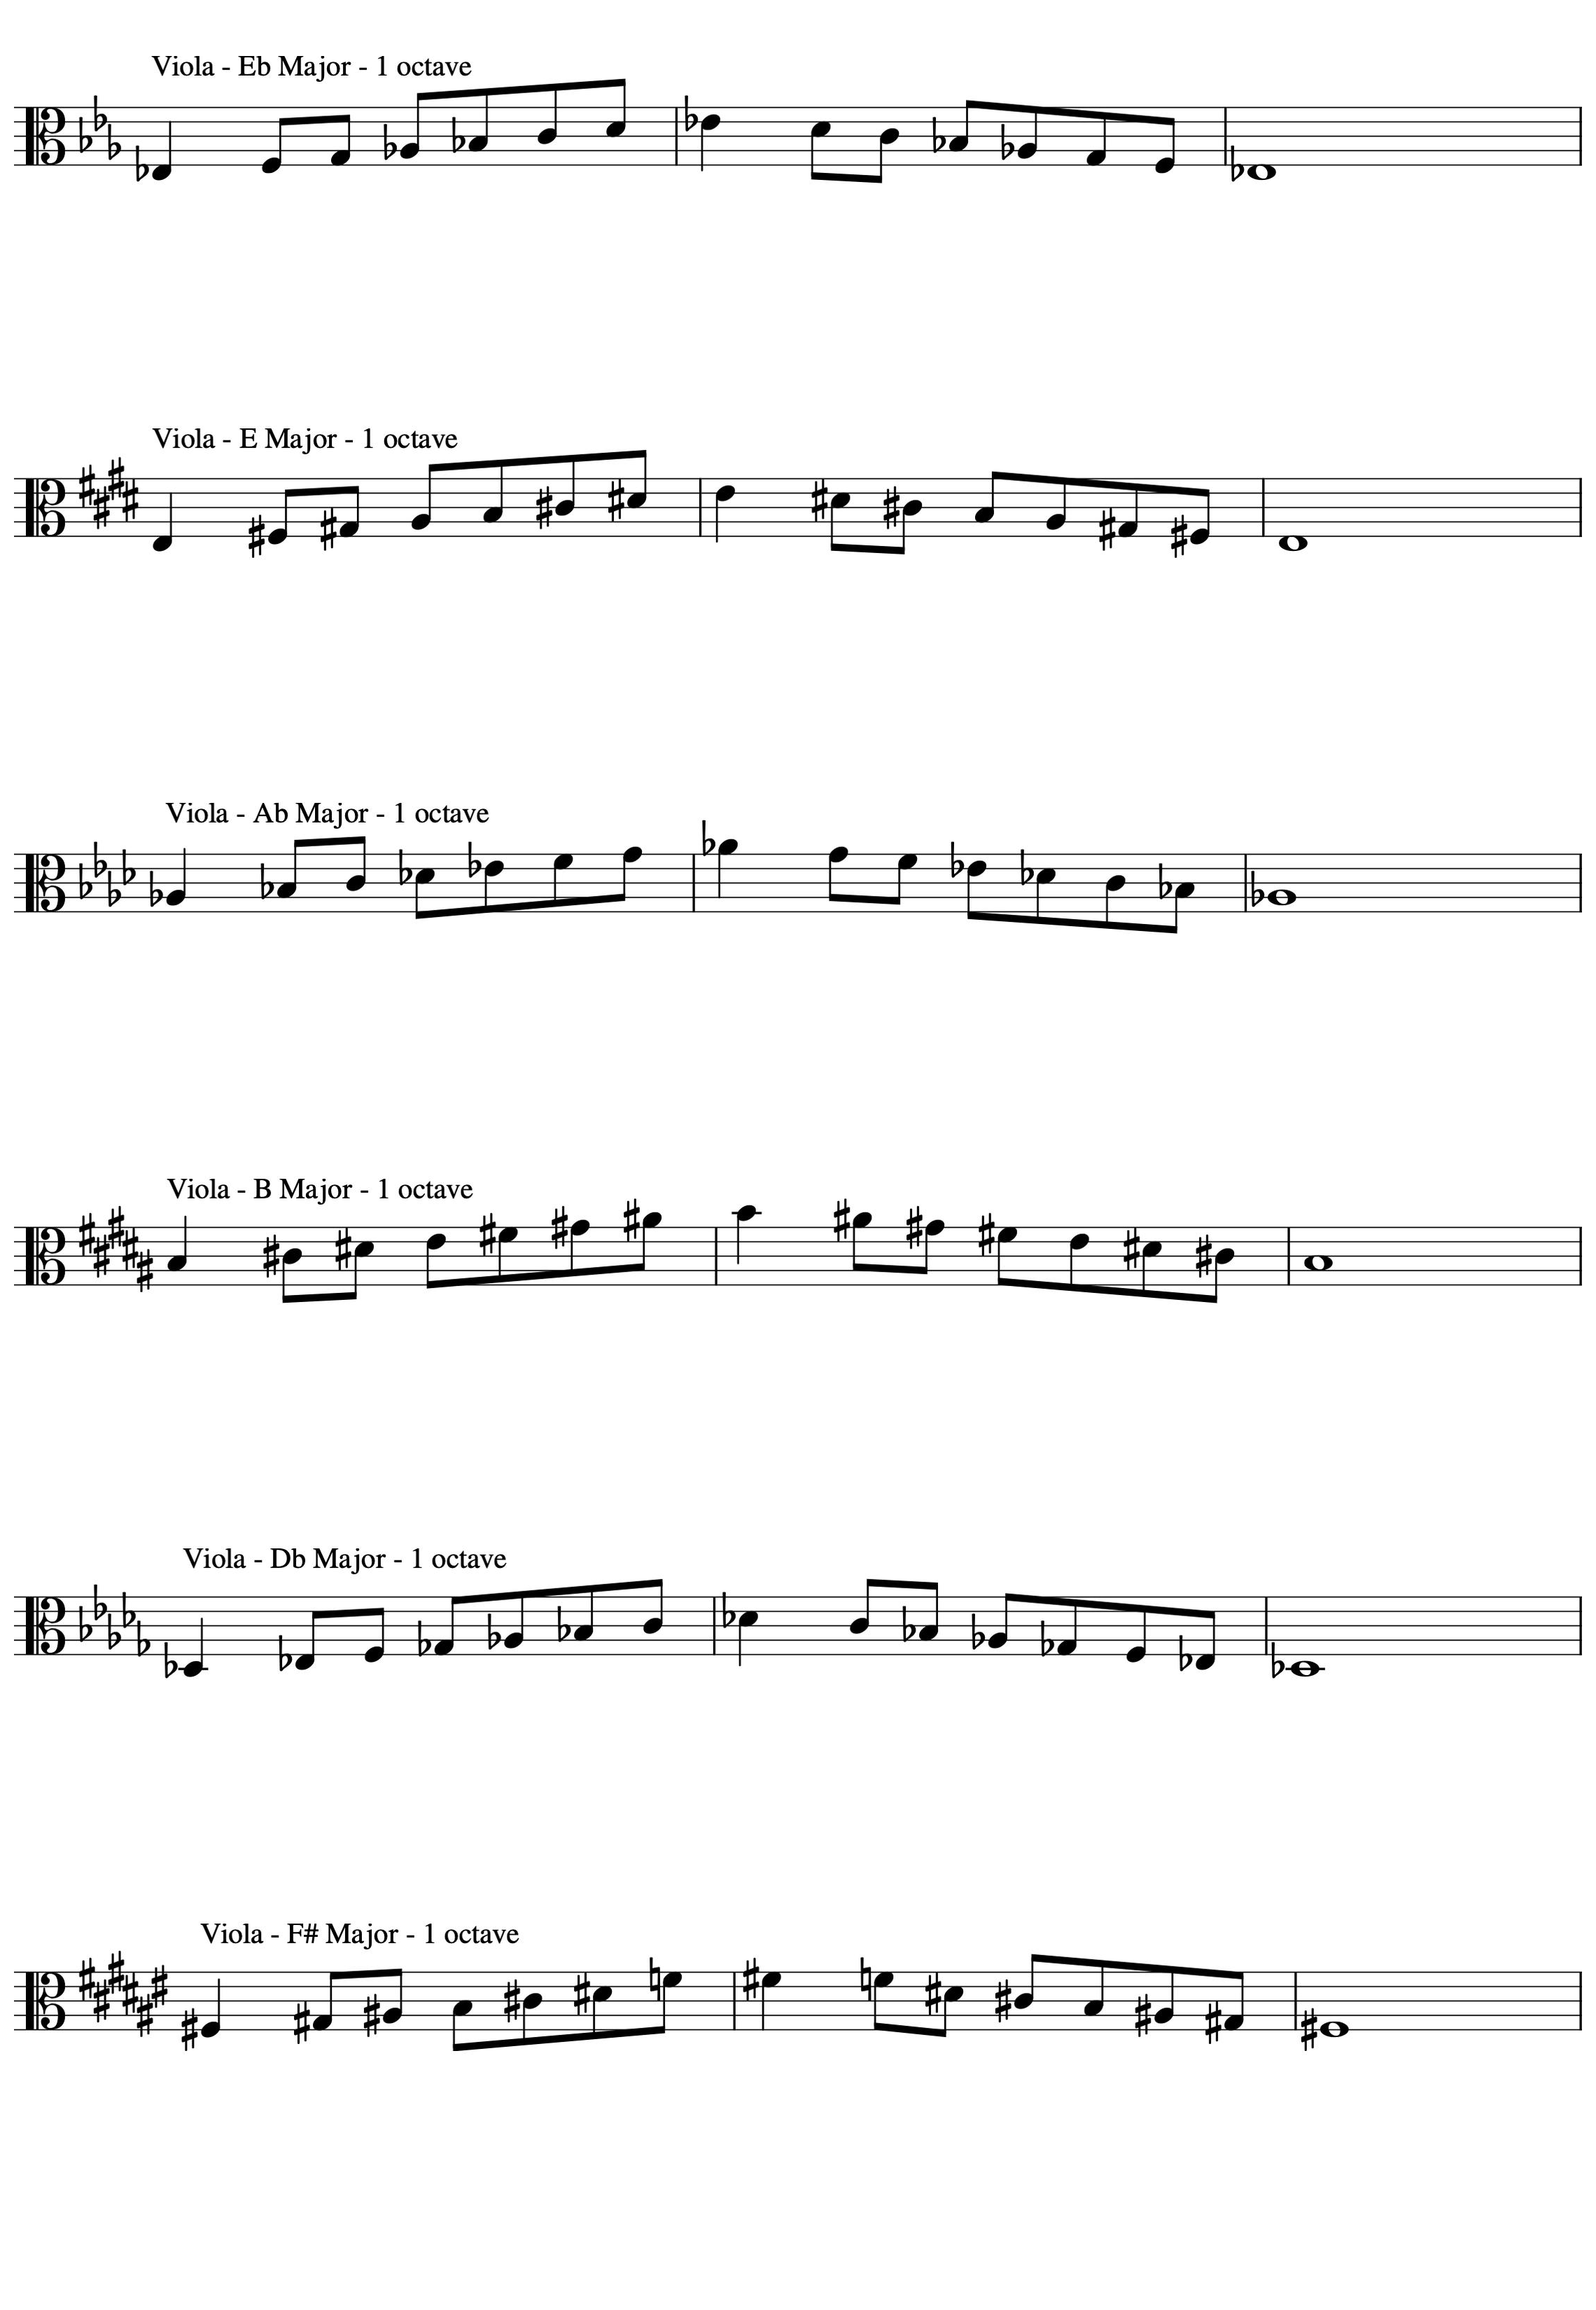 Viola - Eb Major - 1 octave
Viola - E Major - 1 octave
Viola - Ab Major - 1 octave
Viola - B Major - 1 octave
Viola - Db Major - 1 octave
Viola - F# Major - 1 octave